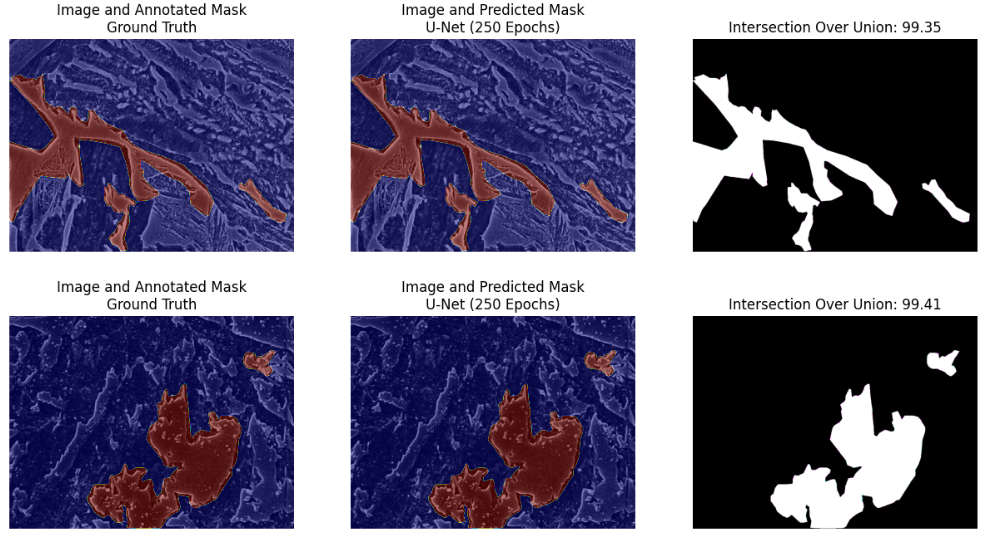 Image and Annotated Mask
Ground Truth
Image and Predicted Mask
U-Net (250 Epochs)
Intersection Over Union: 99.35
Image and Annotated Mask
Ground Truth
Image and Predicted Mask
U-Net (250 Epochs)
Intersection Over Union: 99.41